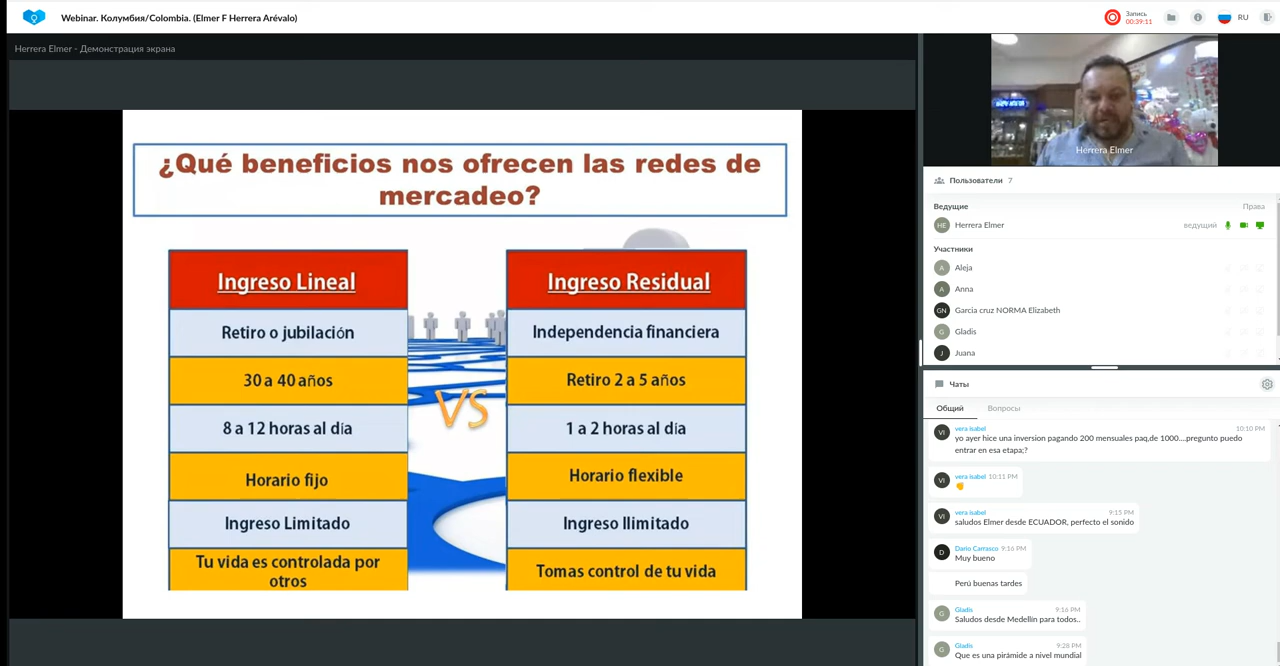 Webinar. Колумбия/Colombia. (Elmer F Herrera Arévalo)
Запись
00:39:11
RU
Herrera Elmer - Демонстрация экрана
¿Qué beneficios nos ofrecen las redes de
mercadeo?
Ingreso Lineal
Retiro o jubilación
30 a 40 años
8 a 12 horas al día
Horario fijo
Ingreso Limitado
Tu vida es controlada por
otros
VS
Ingreso Residual
Independencia financiera
Retiro 2 a 5 años
1 a 2 horas al día
Horario flexible
Ingreso Ilimitado
Tomas control de tu vida
Herrera Elmer
Пользователи 7
Ведущие Права
HE Herrera Elmer ведущий
Участники
A Aleja
A Anna
GN Garcia cruz NORMA Elizabeth
G Gladis
J Juana
Чаты
Общий Вопросы
VI vera isabel 10:10 PM
yo ayer hice una inversion pagando 200 mensuales paq,de 1000....pregunto puedo
entrar en esa etapa;?
VI vera isabel 10:11 PM
VI vera isabel 9:15 PM
saludos Elmer desde ECUADOR, perfecto el sonido
D Dario Carrasco 9:16 PM
Muy bueno
Perú buenas tardes
G Gladis 9:16 PM
Saludos desde Medellín para todos..
G Gladis 9:28 PM
Que es una pirámide a nivel mundial